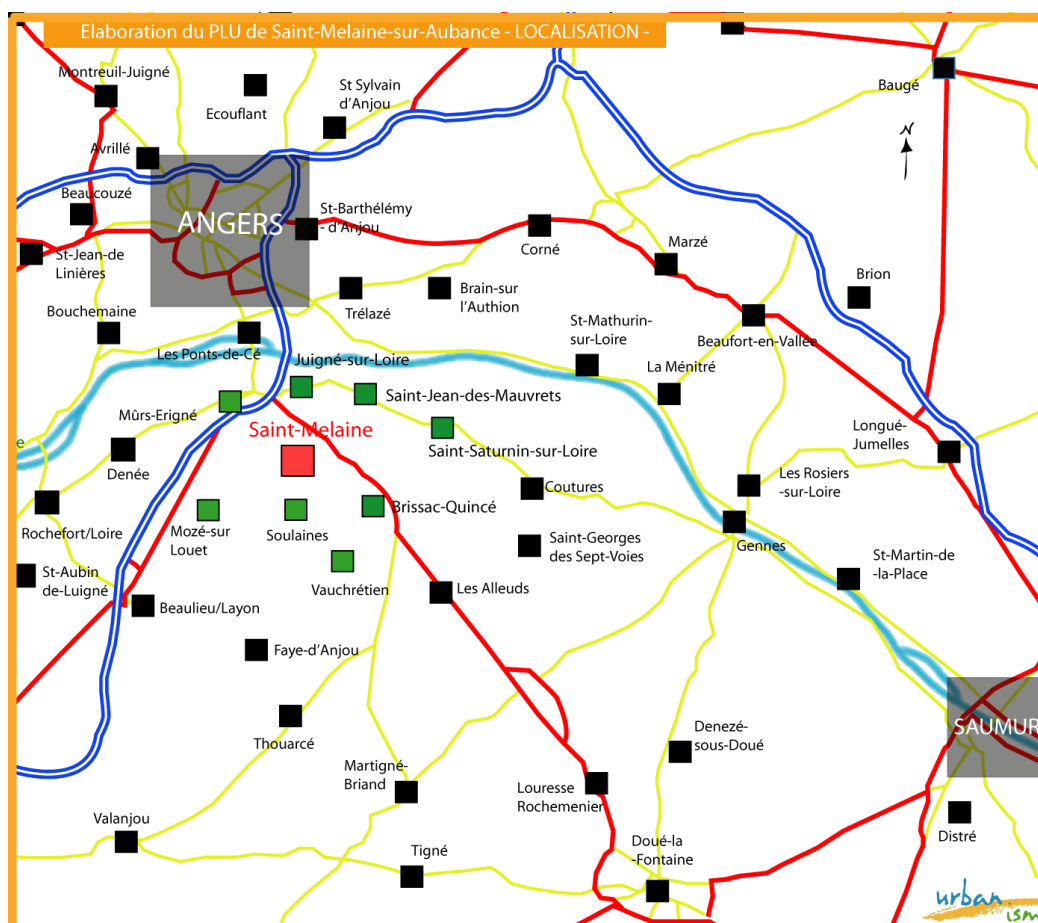 Elaboration du PLU de Saint-Melaine-sur-Aubance - LOCALISATION -
Montreuil-Juigné
Ecouflant
St Sylvain
d'Anjou
Baugé
N
Avrillé
Beaucouzé
ANGERS
St-Barthélémy
- d'Anjou
Corné
Marzé
St-Jean-de
Linières
Brion
Bouchemaine
Trélazé
Brain-sur
l'Authion
St-Mathurin-
sur-Loire
Beaufort-en-Vallée
Les Ponts-de-Cé
Juigné-sur-Loire
La Ménitré
Saint-Jean-des-Mauvrets
Mûrs-Erigné
Saint-Melaine
Saint-Saturnin-sur-Loire
Longué-
Jumelles
e
Denée
Coutures
Les Rosiers
-sur-Loire
Rochefort/Loire
Mozé-sur
Louet
Soulaines
Brissac-Quincé
Saint-Georges
des Sept-Voies
Gennes
St-Martin-de
-la-Place
St-Aubin
de-Luigné
Vauchrétien
Les Alleuds
Beaulieu/Layon
Faye-d'Anjou
Thouarcé
Denezé-
sous-Doué
SAUMUR
Martigné-
Briand
Louresse
Rochemenier
Valanjou
Distré
Tigné
Doué-la
-Fontaine
urban
ism